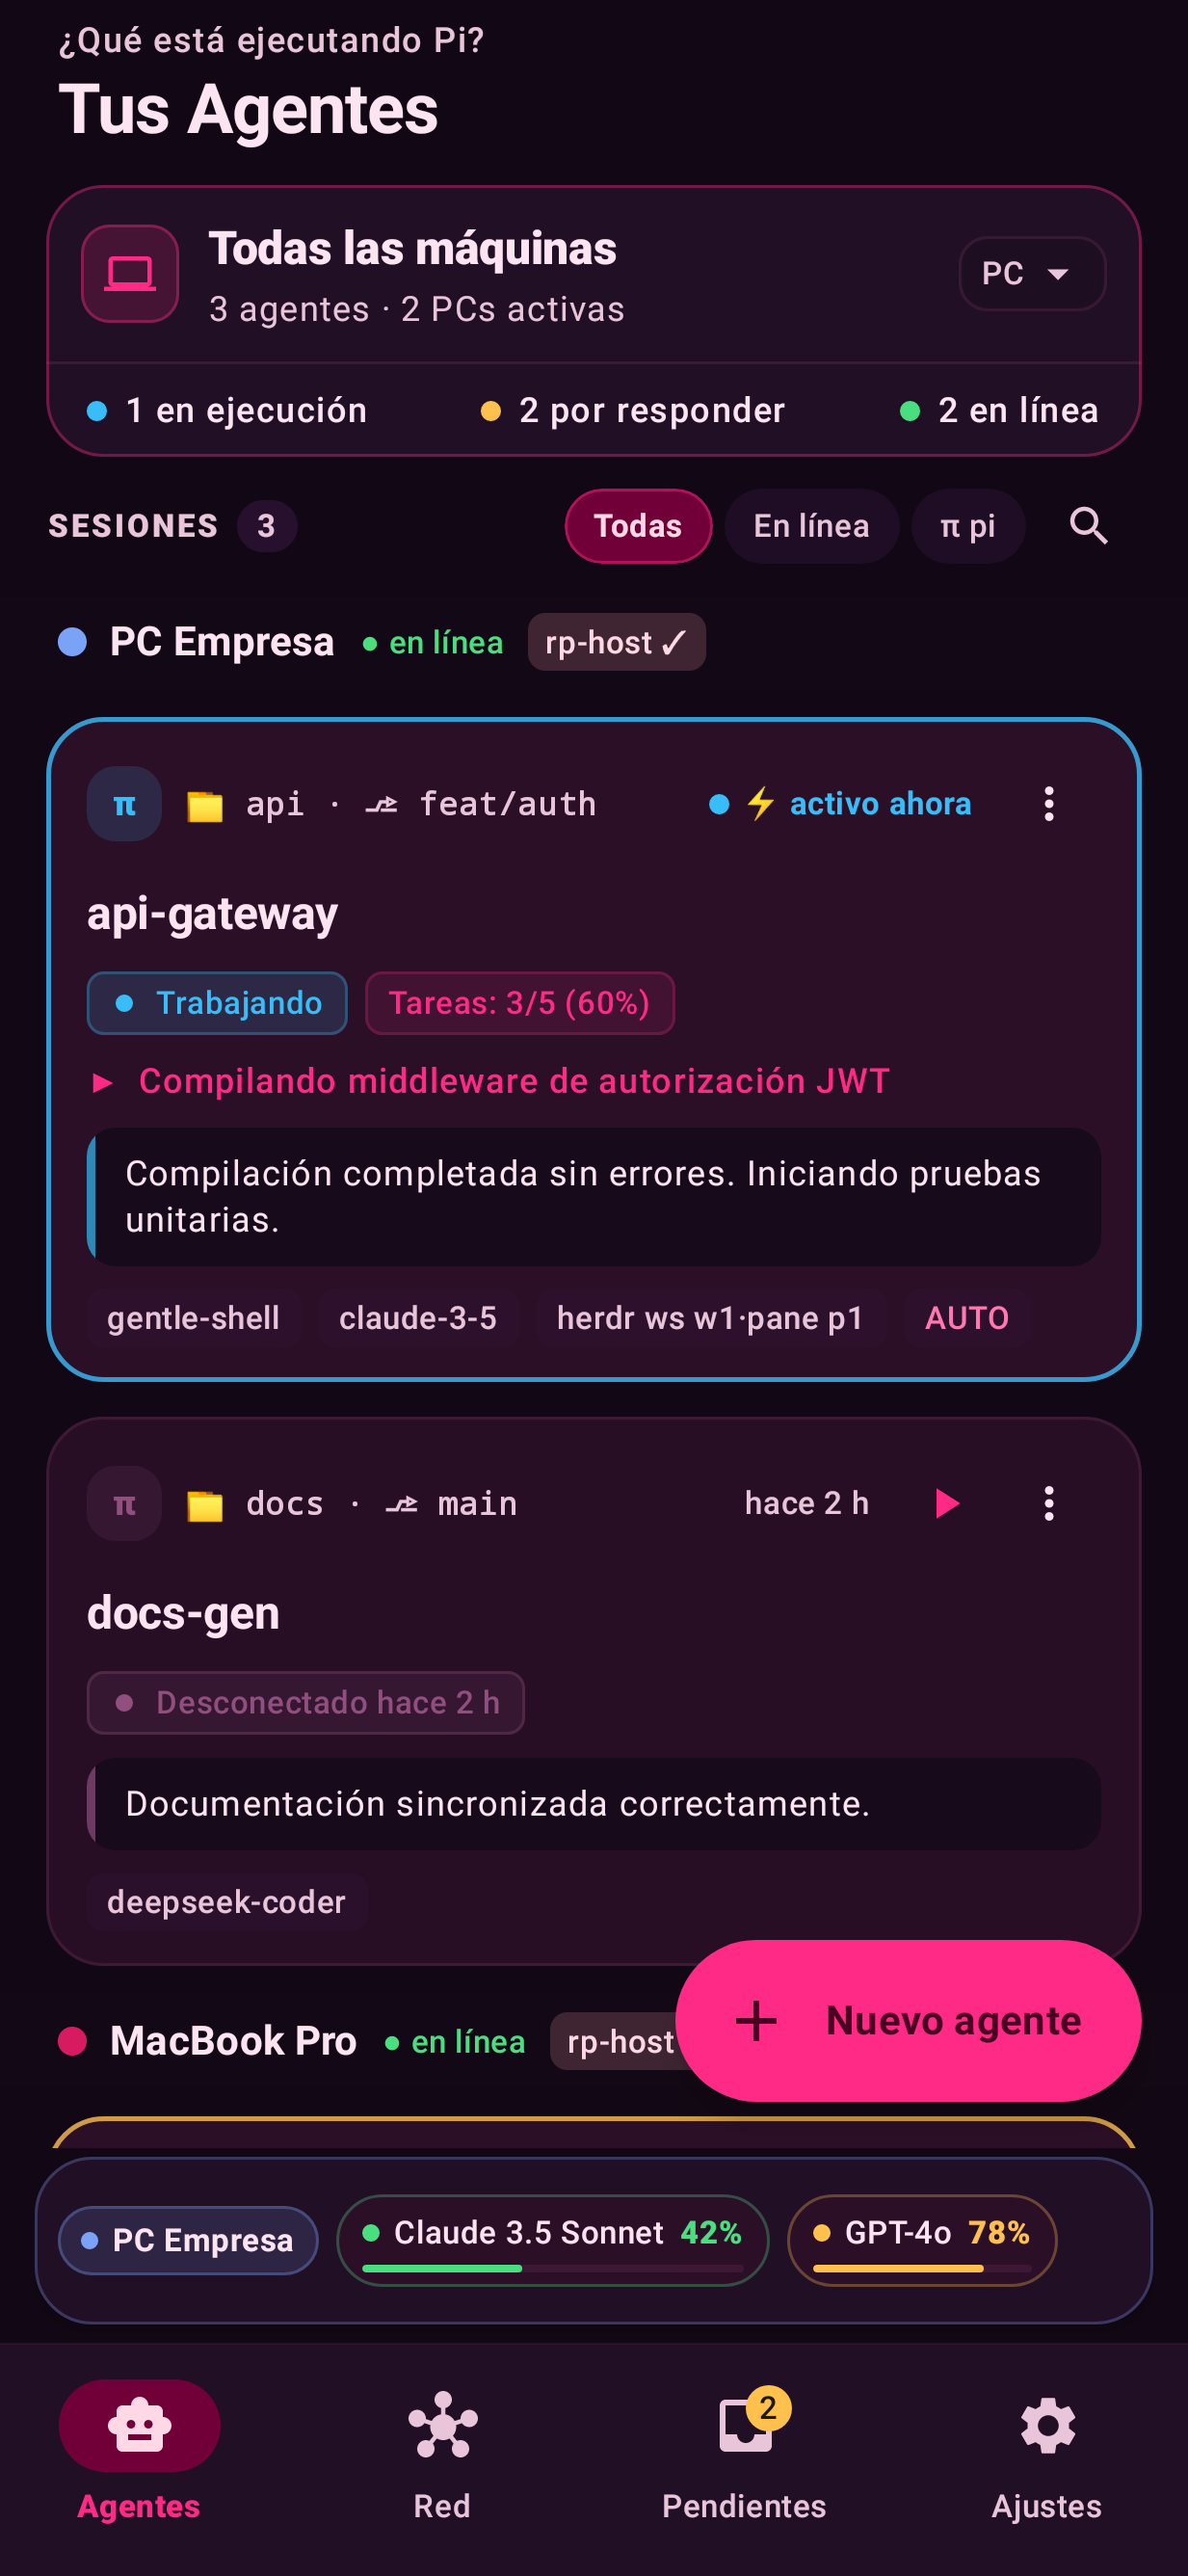 ¿Qué está ejecutando Pi?
Tus Agentes
Todas las máquinas
3 agentes · 2 PCs activas
PC
1 en ejecución
2 por responder
2 en línea
SESIONES 3
Todas
En línea
π pi
PC Empresa
en línea
rp-host ✓
π
api · feat/auth
⚡ activo ahora
api-gateway
Trabajando
Tareas: 3/5 (60%)
► Compilando middleware de autorización JWT
Compilación completada sin errores. Iniciando pruebas
unitarias.
gentle-shell
claude-3-5
herdr ws w1·pane p1
AUTO
π
docs · main
hace 2 h
docs-gen
Desconectado hace 2 h
Documentación sincronizada correctamente.
deepseek-coder
MacBook Pro
en línea
rp-host
+ Nuevo agente
PC Empresa
Claude 3.5 Sonnet 42%
GPT-4o 78%
2
Agentes
Red
Pendientes
Ajustes